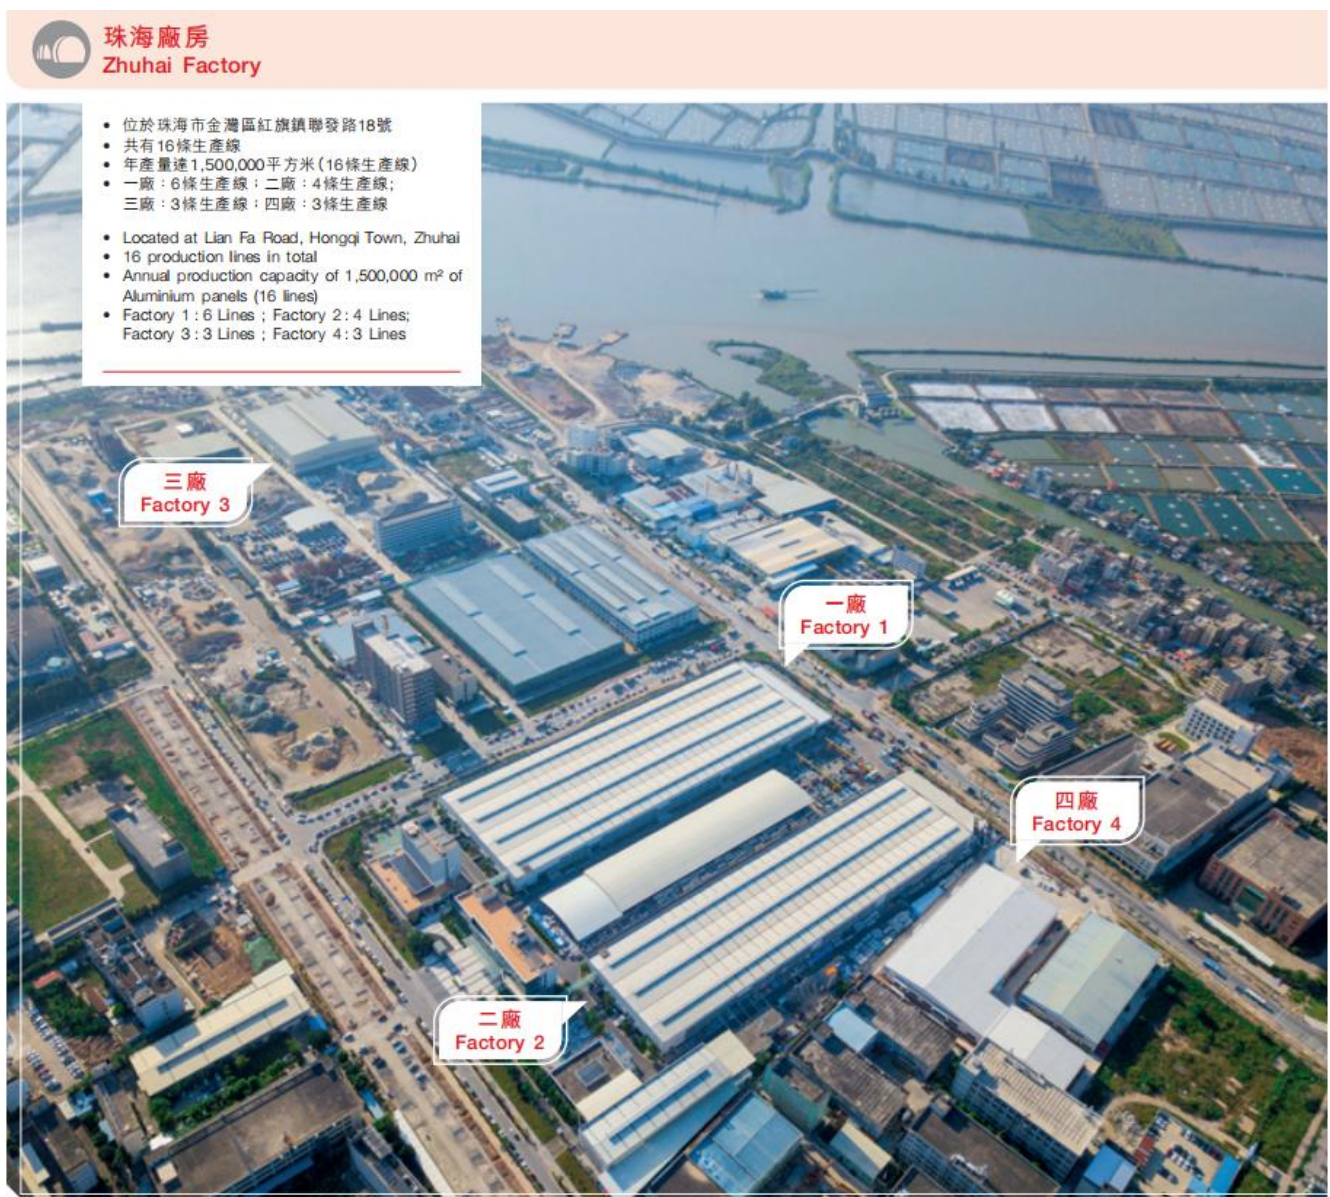 珠海廠房
Zhuhai Factory
• 位於珠海市金灣區紅旗鎮聯發路18號
• 共有16條生產線
• 年產量達1,500,000平方米(16條生產線)
• 一廠：6條生產線；二廠：4條生產線;
三廠：3條生產線；四廠：3條生產線
• Located at Lian Fa Road, Hongqi Town, Zhuhai
• 16 production lines in total
• Annual production capacity of 1,500,000 m² of
Aluminium panels (16 lines)
• Factory 1 : 6 Lines ; Factory 2 : 4 Lines;
Factory 3 : 3 Lines ; Factory 4 : 3 Lines
三廠
Factory 3
一廠
Factory 1
四廠
Factory 4
二廠
Factory 2